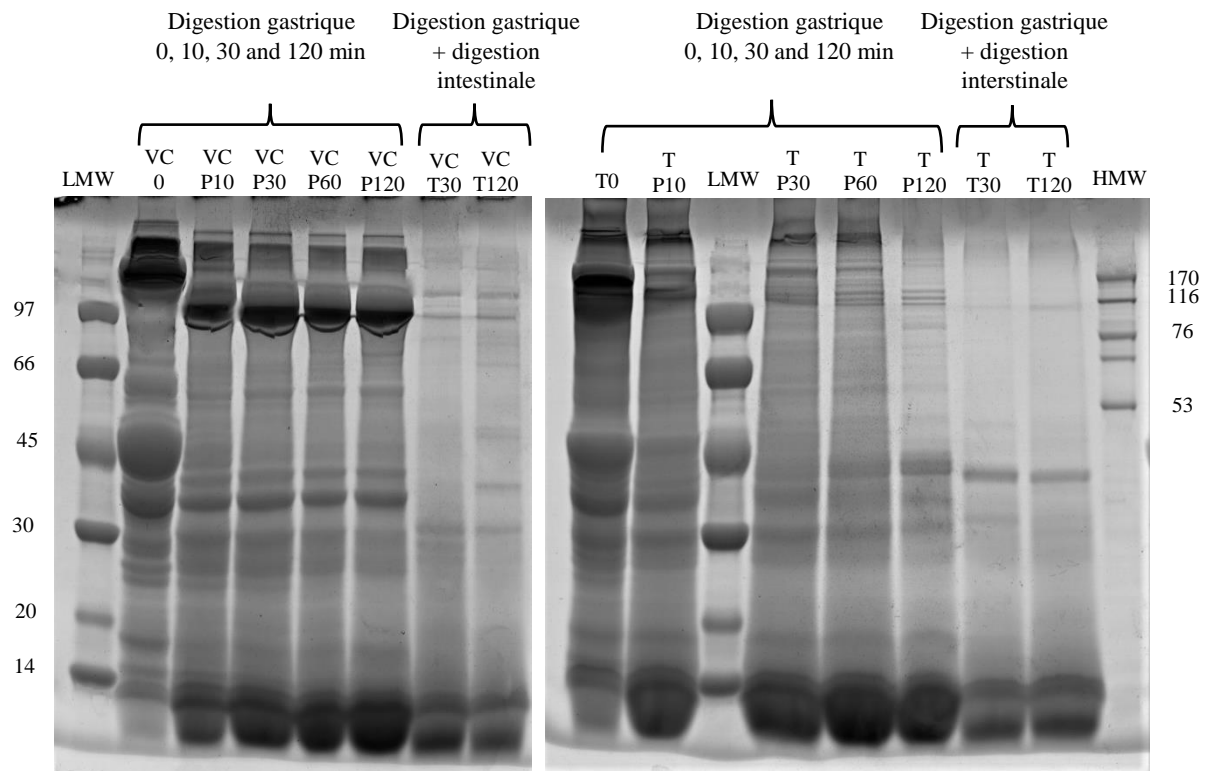 Digestion gastrique
0, 10, 30 and 120 min
Digestion gastrique
+ digestion
intestinale
Digestion gastrique
0, 10, 30 and 120 min
Digestion gastrique
+ digestion
interstinale
LMW
VC
0
VC
P10
VC
P30
VC
P60
VC
P120
VC
T30
VC
T120
T0
T
P10
LMW
T
P30
T
P60
T
P120
T
T30
T
T120
HMW
97
66
45
30
20
14
170
116
76
53